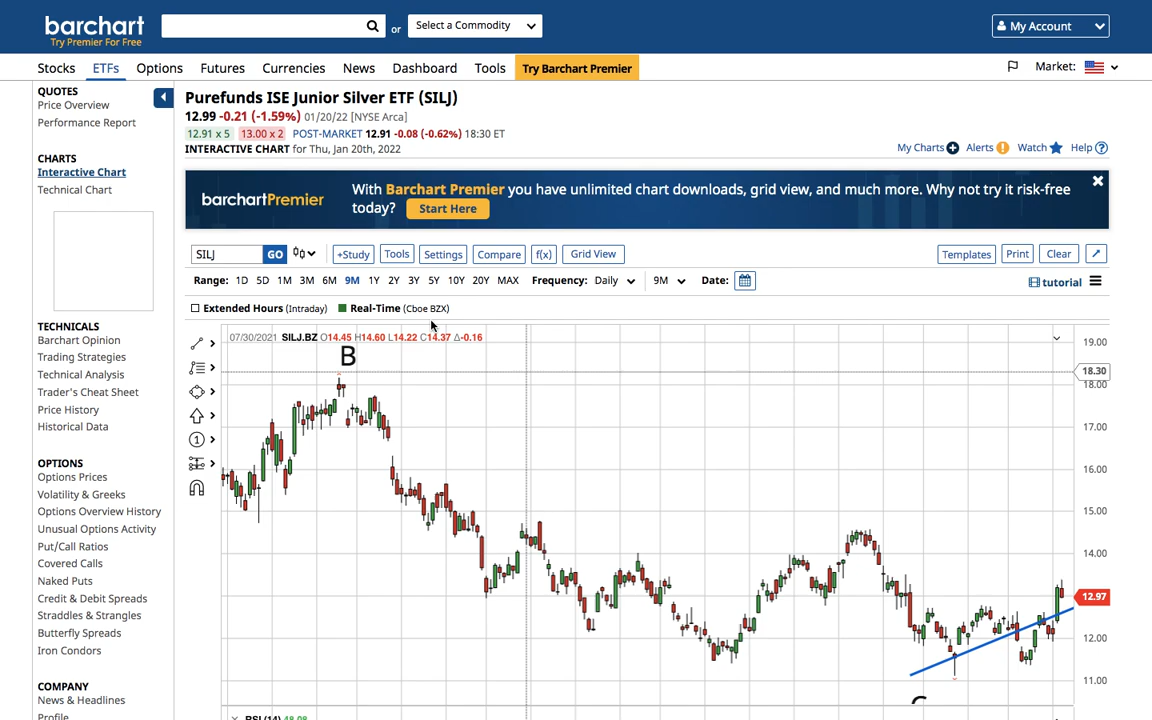 barchart
Try Premier For Free
or
Select a Commodity
My Account
Stocks ETFs Options Futures Currencies News Dashboard Tools Try Barchart Premier
Market:
QUOTES
Price Overview
Performance Report
CHARTS
Interactive Chart
Technical Chart
TECHNICALS
Barchart Opinion
Trading Strategies
Technical Analysis
Trader's Cheat Sheet
Price History
Historical Data
OPTIONS
Options Prices
Volatility & Greeks
Options Overview History
Unusual Options Activity
Put/Call Ratios
Covered Calls
Naked Puts
Credit & Debit Spreads
Straddles & Strangles
Butterfly Spreads
Iron Condors
COMPANY
News & Headlines
Profile
Purefunds ISE Junior Silver ETF (SILJ)
12.99 -0.21 (-1.59%) 01/20/22 [NYSE Arca]
12.91 x 5 13.00 x 2 POST-MARKET 12.91 -0.08 (-0.62%) 18:30 ET
INTERACTIVE CHART for Thu, Jan 20th, 2022
My Charts Alerts Watch Help
barchartPremier
With Barchart Premier you have unlimited chart downloads, grid view, and much more. Why not try it risk-free
today? Start Here
SILJ GO +Study Tools Settings Compare f(x) Grid View Templates Print Clear
Range: 1D 5D 1M 3M 6M 9M 1Y 2Y 3Y 5Y 10Y 20Y MAX Frequency: Daily 9M Date:
tutorial
Extended Hours (Intraday) Real-Time (Cboe BZX)
07/30/2021 SILJ.BZ O14.45 H14.60 L14.22 C14.37 Δ-0.16
B
1
19.00
18.30
18.00
17.00
16.00
15.00
14.00
12.97
12.00
11.00
RSI(14) 48.08